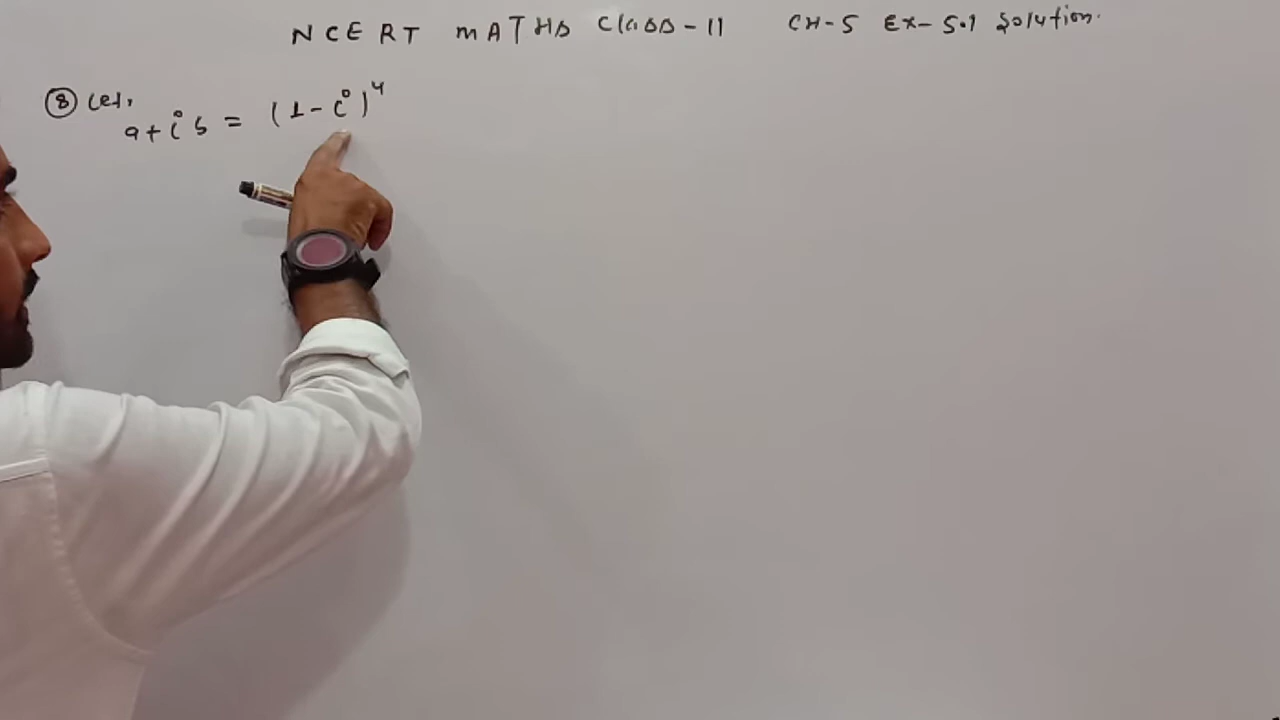 NCERT MATHS Class-11 CH-5 EX-5.1 Solution.
⑧ Let,
a+ib = (1-i)⁴